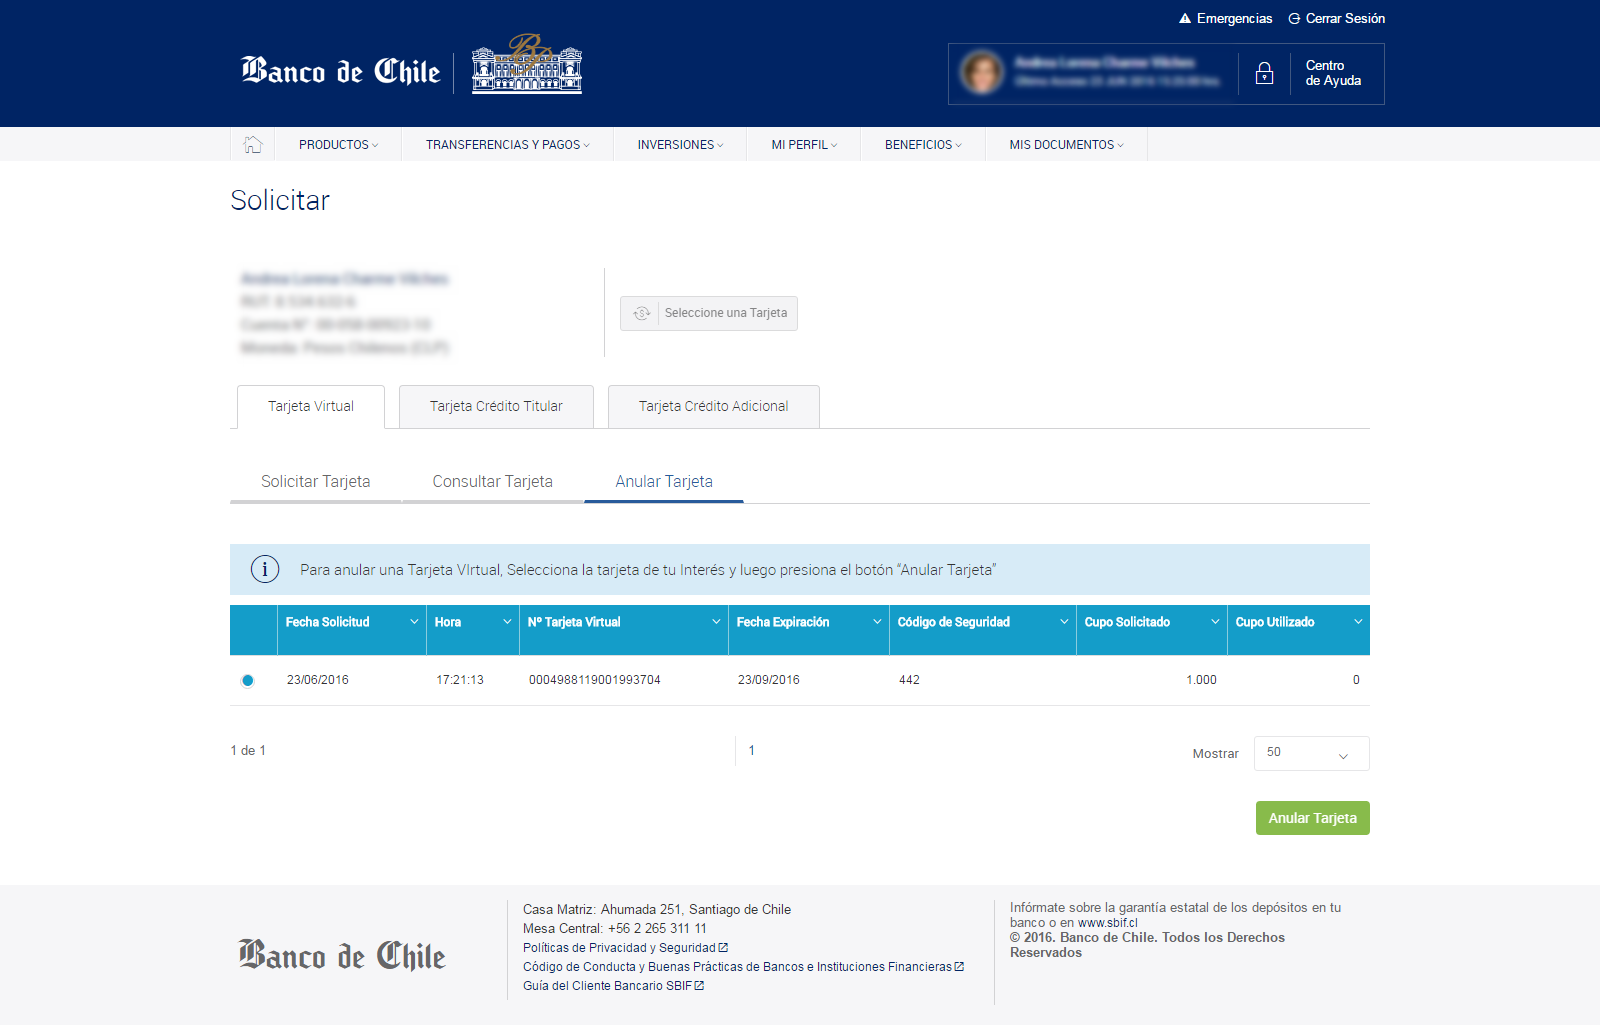 Emergencias
Cerrar Sesión
Banco de Chile
Centro
de Ayuda
PRODUCTOS
TRANSFERENCIAS Y PAGOS
INVERSIONES
MI PERFIL
BENEFICIOS
MIS DOCUMENTOS
Solicitar
Seleccione una Tarjeta
Tarjeta Virtual
Tarjeta Crédito Titular
Tarjeta Crédito Adicional
Solicitar Tarjeta
Consultar Tarjeta
Anular Tarjeta
Para anular una Tarjeta VIrtual, Selecciona la tarjeta de tu Interés y luego presiona el botón “Anular Tarjeta”
Fecha Solicitud Hora Nº Tarjeta Virtual Fecha Expiración Código de Seguridad Cupo Solicitado Cupo Utilizado
23/06/2016 17:21:13 0004988119001993704 23/09/2016 442 1.000 0
1 de 1
1
Mostrar 50
Anular Tarjeta
Banco de Chile
Casa Matriz: Ahumada 251, Santiago de Chile
Mesa Central: +56 2 265 311 11
Políticas de Privacidad y Seguridad
Código de Conducta y Buenas Prácticas de Bancos e Instituciones Financieras
Guía del Cliente Bancario SBIF
Infórmate sobre la garantía estatal de los depósitos en tu
banco o en www.sbif.cl
© 2016. Banco de Chile. Todos los Derechos
Reservados